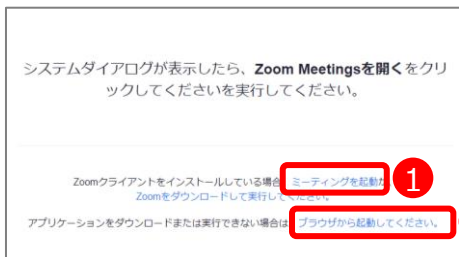 システムダイアログが表示したら、Zoom Meetingsを開くをクリ
ックしてくださいを実行してください。
Zoomクライアントをインストールしている場合 ミーティングを起動か
1
Zoomをダウンロードして実行してください。
アプリケーションをダウンロードまたは実行できない場合は ブラウザから起動してください。